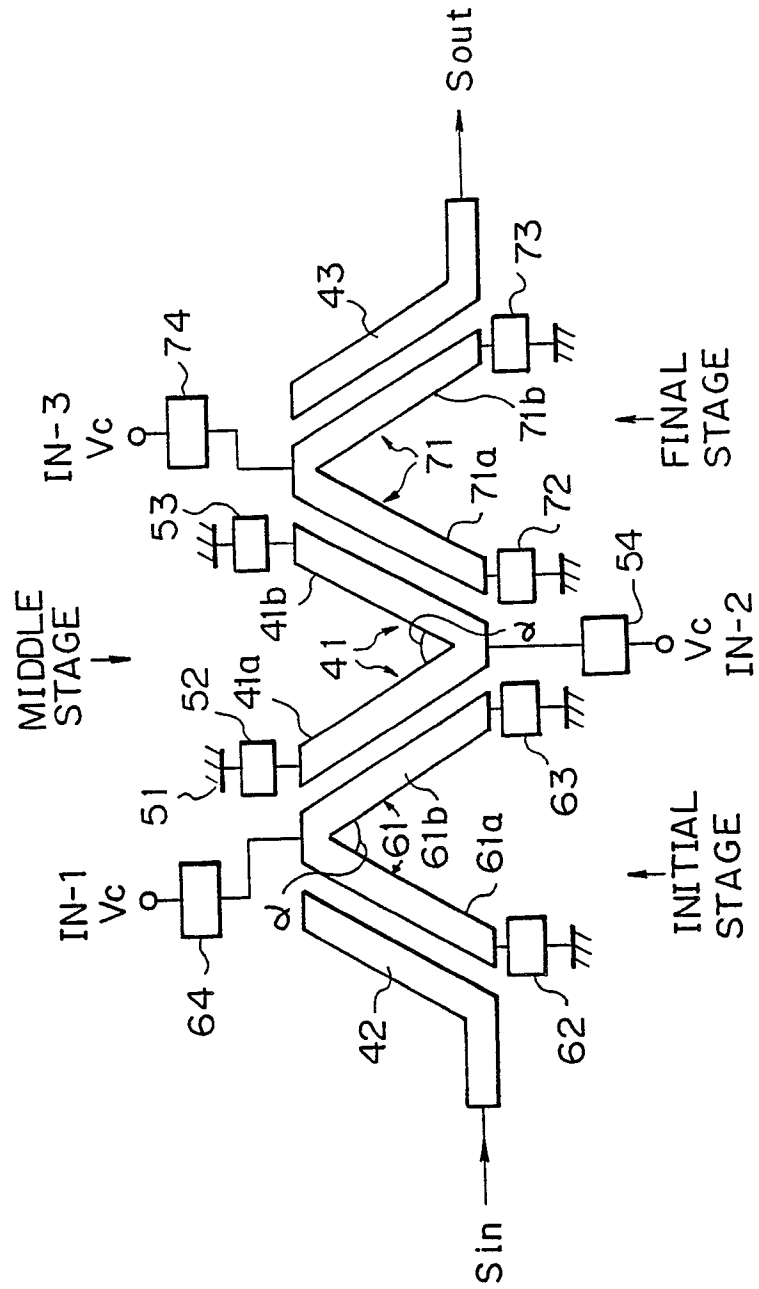 MIDDLE
STAGE
IN-1
Vc
IN-3
Vc
64
51
52
53
74
42
α
61
61b
61a
41a
41
41b
α
71
71a
71b
43
Sin
Sout
62
63
54
72
73
Vc
IN-2
INITIAL
STAGE
FINAL
STAGE